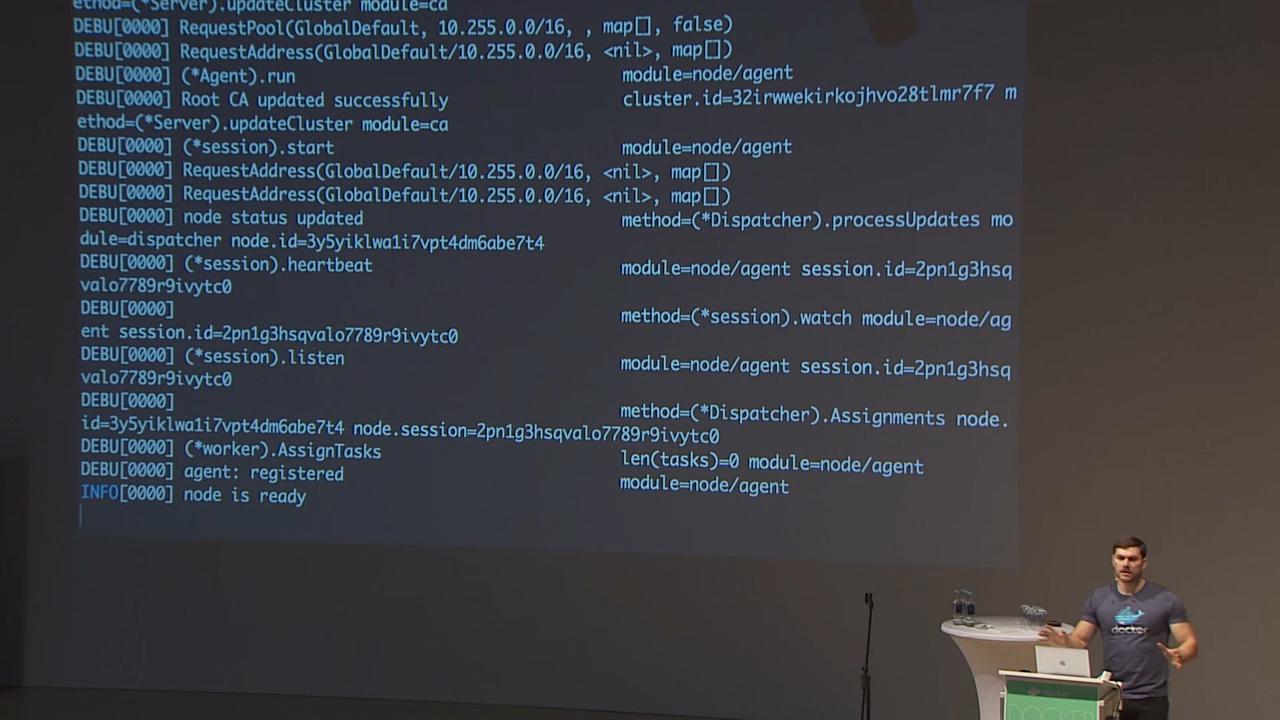 ethod=(*Server).updateCluster module=ca
DEBU[0000] RequestPool(GlobalDefault, 10.255.0.0/16, , map[], false)
DEBU[0000] RequestAddress(GlobalDefault/10.255.0.0/16, <nil>, map[])
DEBU[0000] (*Agent).run module=node/agent
DEBU[0000] Root CA updated successfully cluster.id=32irwwekirkojhvo28tlmr7f7 m
ethod=(*Server).updateCluster module=ca
DEBU[0000] (*session).start module=node/agent
DEBU[0000] RequestAddress(GlobalDefault/10.255.0.0/16, <nil>, map[])
DEBU[0000] RequestAddress(GlobalDefault/10.255.0.0/16, <nil>, map[])
DEBU[0000] node status updated method=(*Dispatcher).processUpdates mo
dule=dispatcher node.id=3y5yiklwa1i7vpt4dm6abe7t4
DEBU[0000] (*session).heartbeat module=node/agent session.id=2pn1g3hsq
valo7789r9ivytc0
DEBU[0000] method=(*session).watch module=node/ag
ent session.id=2pn1g3hsqvalo7789r9ivytc0
DEBU[0000] (*session).listen module=node/agent session.id=2pn1g3hsq
valo7789r9ivytc0
DEBU[0000] method=(*Dispatcher).Assignments node.
id=3y5yiklwa1i7vpt4dm6abe7t4 node.session=2pn1g3hsqvalo7789r9ivytc0
DEBU[0000] (*worker).AssignTasks len(tasks)=0 module=node/agent
DEBU[0000] agent: registered module=node/agent
INFO[0000] node is ready
docker
docker
DOCKER